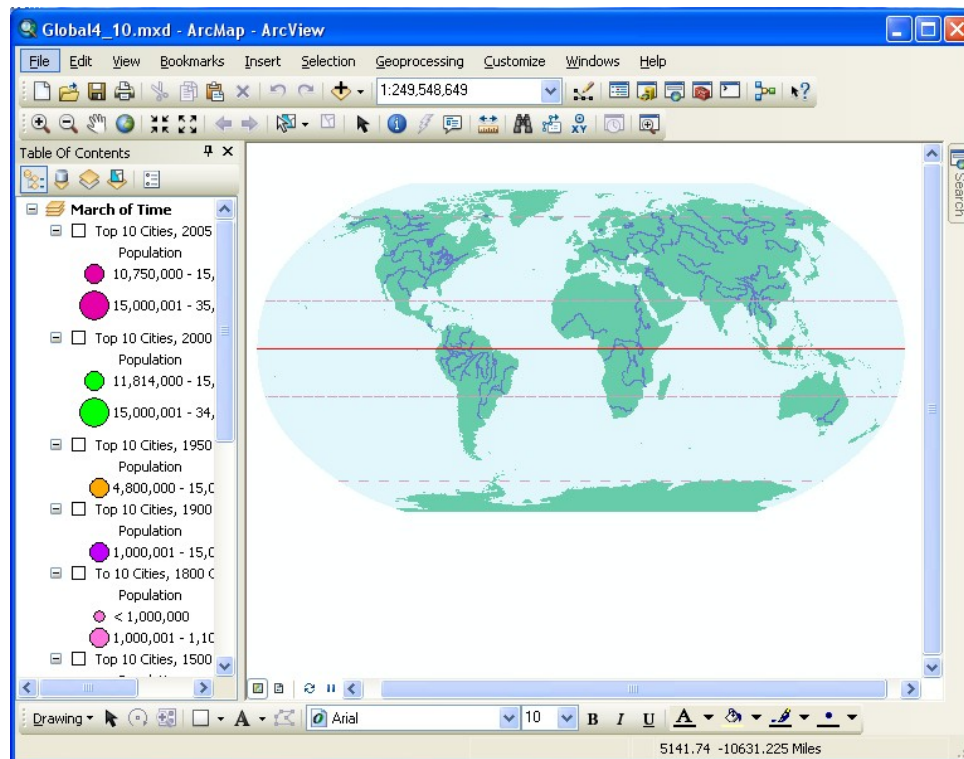 Global4_10.mxd - ArcMap - ArcView
File Edit View Bookmarks Insert Selection Geoprocessing Customize Windows Help
1:249,548,649
XY
Table Of Contents
Search
March of Time
Top 10 Cities, 2005
Population
10,750,000 - 15,
15,000,001 - 35,
Top 10 Cities, 2000
Population
11,814,000 - 15,
15,000,001 - 34,
Top 10 Cities, 1950
Population
4,800,000 - 15,0
Top 10 Cities, 1900
Population
1,000,001 - 15,0
To 10 Cities, 1800 C
Population
< 1,000,000
1,000,001 - 1,10
Top 10 Cities, 1500
Drawing A Arial 10 B I U A
5141.74 -10631.225 Miles